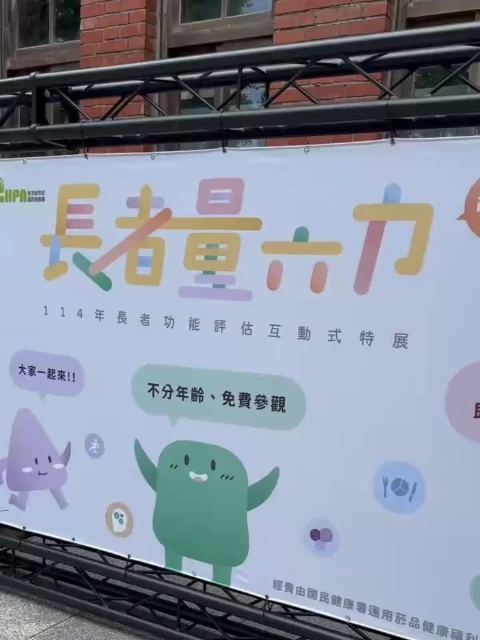 HPA
長者量六力
114年長者功能評估互動式特展
大家一起來!!
不分年齡、免費參觀
經費由國民健康署運用菸品健康福利